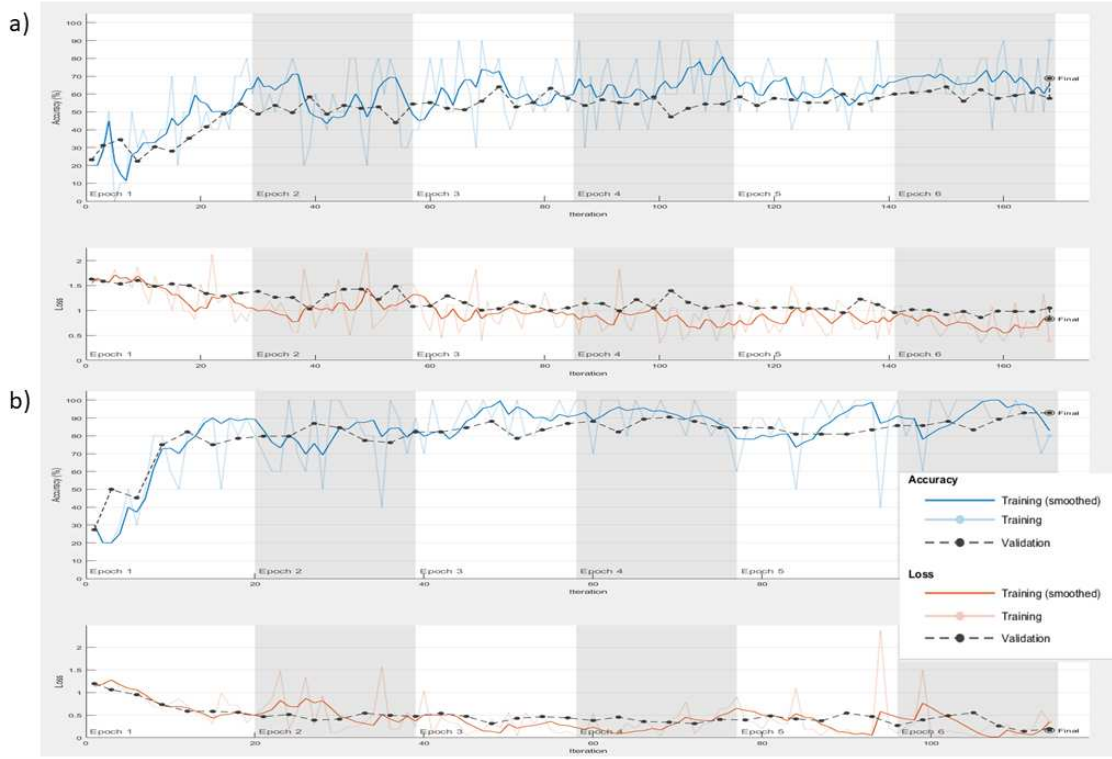 a)
100
90
80
70
60
50
40
30
20
10
0
Accuracy (%)
Final
Epoch 1 Epoch 2 Epoch 3 Epoch 4 Epoch 5 Epoch 6
0 20 40 60 80 100 120 140 160
Iteration
2
1.5
1
0.5
0
Loss
Final
Epoch 1 Epoch 2 Epoch 3 Epoch 4 Epoch 5 Epoch 6
0 20 40 60 80 100 120 140 160
Iteration
b)
100
90
80
70
60
50
40
30
20
10
0
Accuracy (%)
Final
Epoch 1 Epoch 2 Epoch 3 Epoch 4 Epoch 5
0 20 40 60 80
Iteration
Accuracy
Training (smoothed)
Training
Validation
Loss
Training (smoothed)
Training
Validation
2
1.5
1
0.5
0
Loss
Final
Epoch 1 Epoch 2 Epoch 3 Epoch 4 Epoch 5 Epoch 6
0 20 40 60 80 100
Iteration